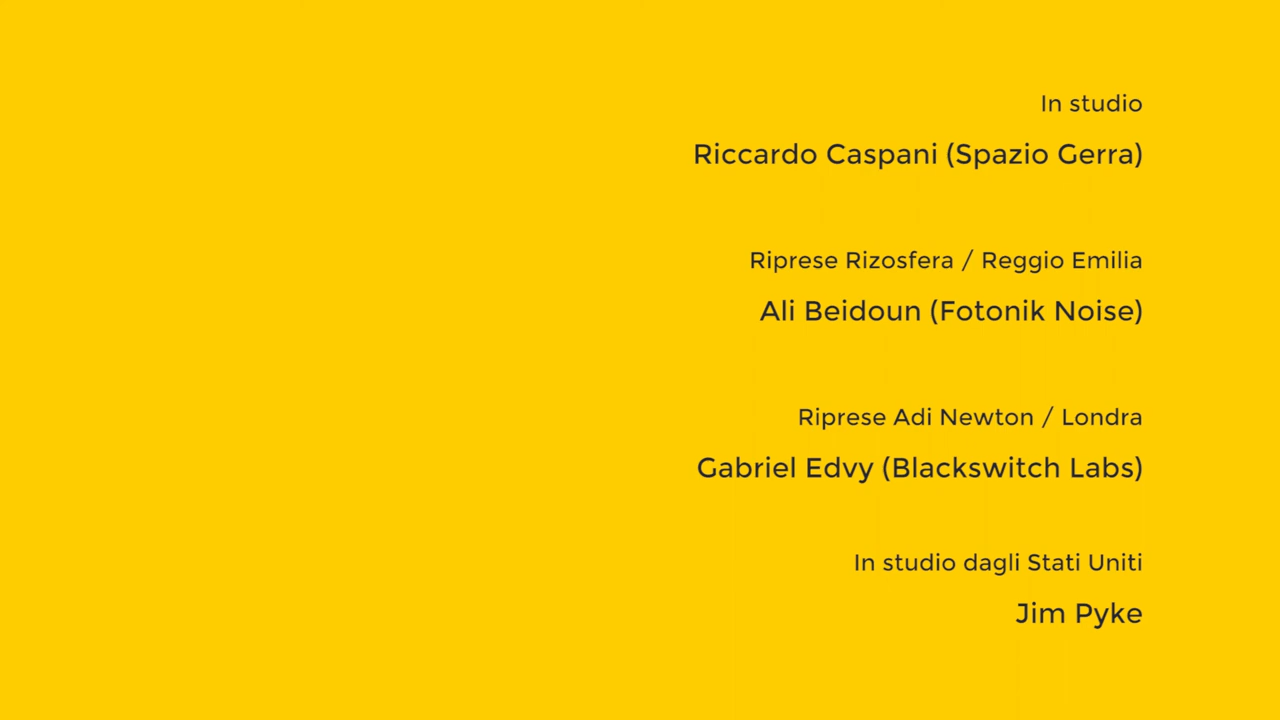 In studio
Riccardo Caspani (Spazio Gerra)
Riprese Rizosfera / Reggio Emilia
Ali Beidoun (Fotonik Noise)
Riprese Adi Newton / Londra
Gabriel Edvy (Blackswitch Labs)
In studio dagli Stati Uniti
Jim Pyke